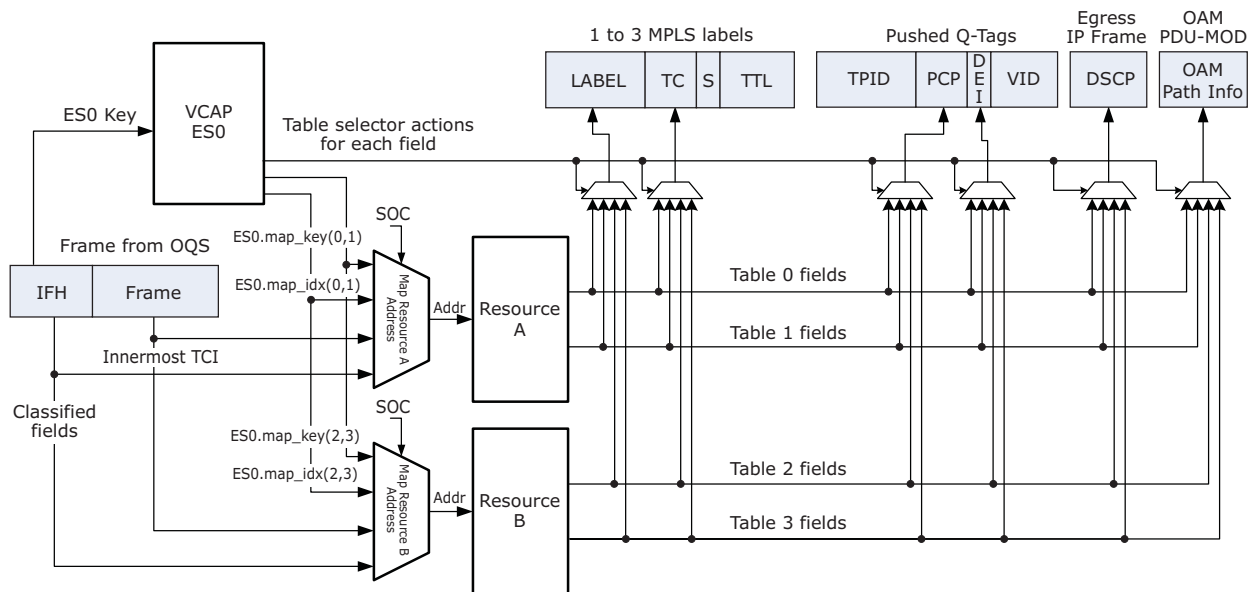 Egress
IP Frame
OAM
PDU-MOD
1 to 3 MPLS labels
Pushed Q-Tags
LABEL
TC
S
TTL
TPID
PCP
DEI
VID
DSCP
OAM
Path Info
VCAP
ES0
ES0 Key
Table selector actions
for each field
SOC
ES0.map_key(0,1)
Frame from OQS
IFH
Frame
ES0.map_idx(0,1)
Map Resource A
Address
Addr
Resource
A
Table 0 fields
Table 1 fields
Innermost TCI
Classified
fields
SOC
ES0.map_key(2,3)
ES0.map_idx(2,3)
Map Resource B
Address
Addr
Resource
B
Table 2 fields
Table 3 fields